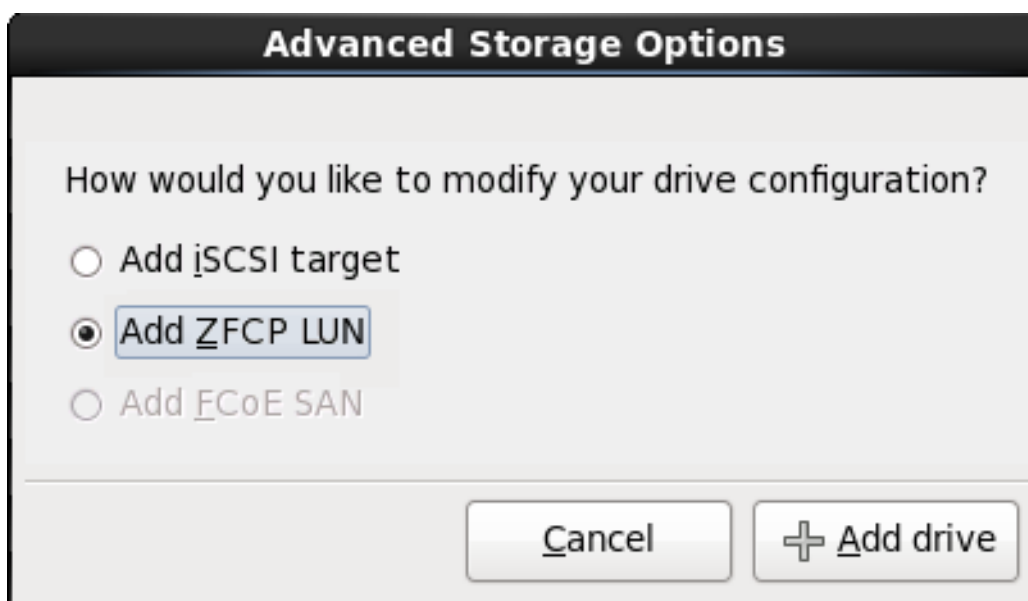 Advanced Storage Options
How would you like to modify your drive configuration?
Add iSCSI target
Add ZFCP LUN
Add FCoE SAN
Cancel
Add drive